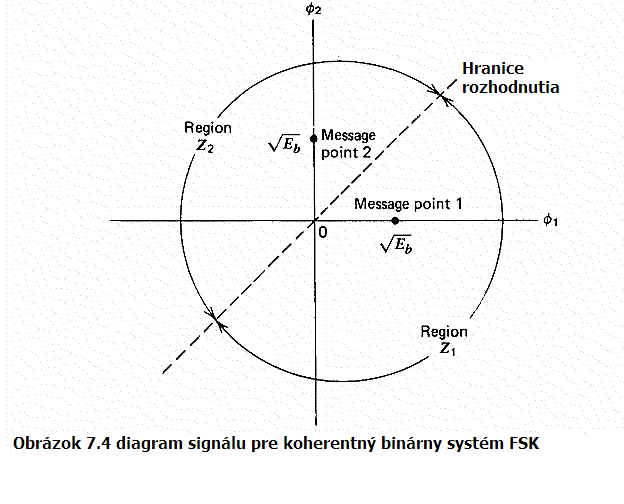 ϕ2
Hranice
rozhodnutia
Region
Z2
√Eb
Message
point 2
Message point 1
ϕ1
0
√Eb
Region
Z1
Obrázok 7.4 diagram signálu pre koherentný binárny systém FSK